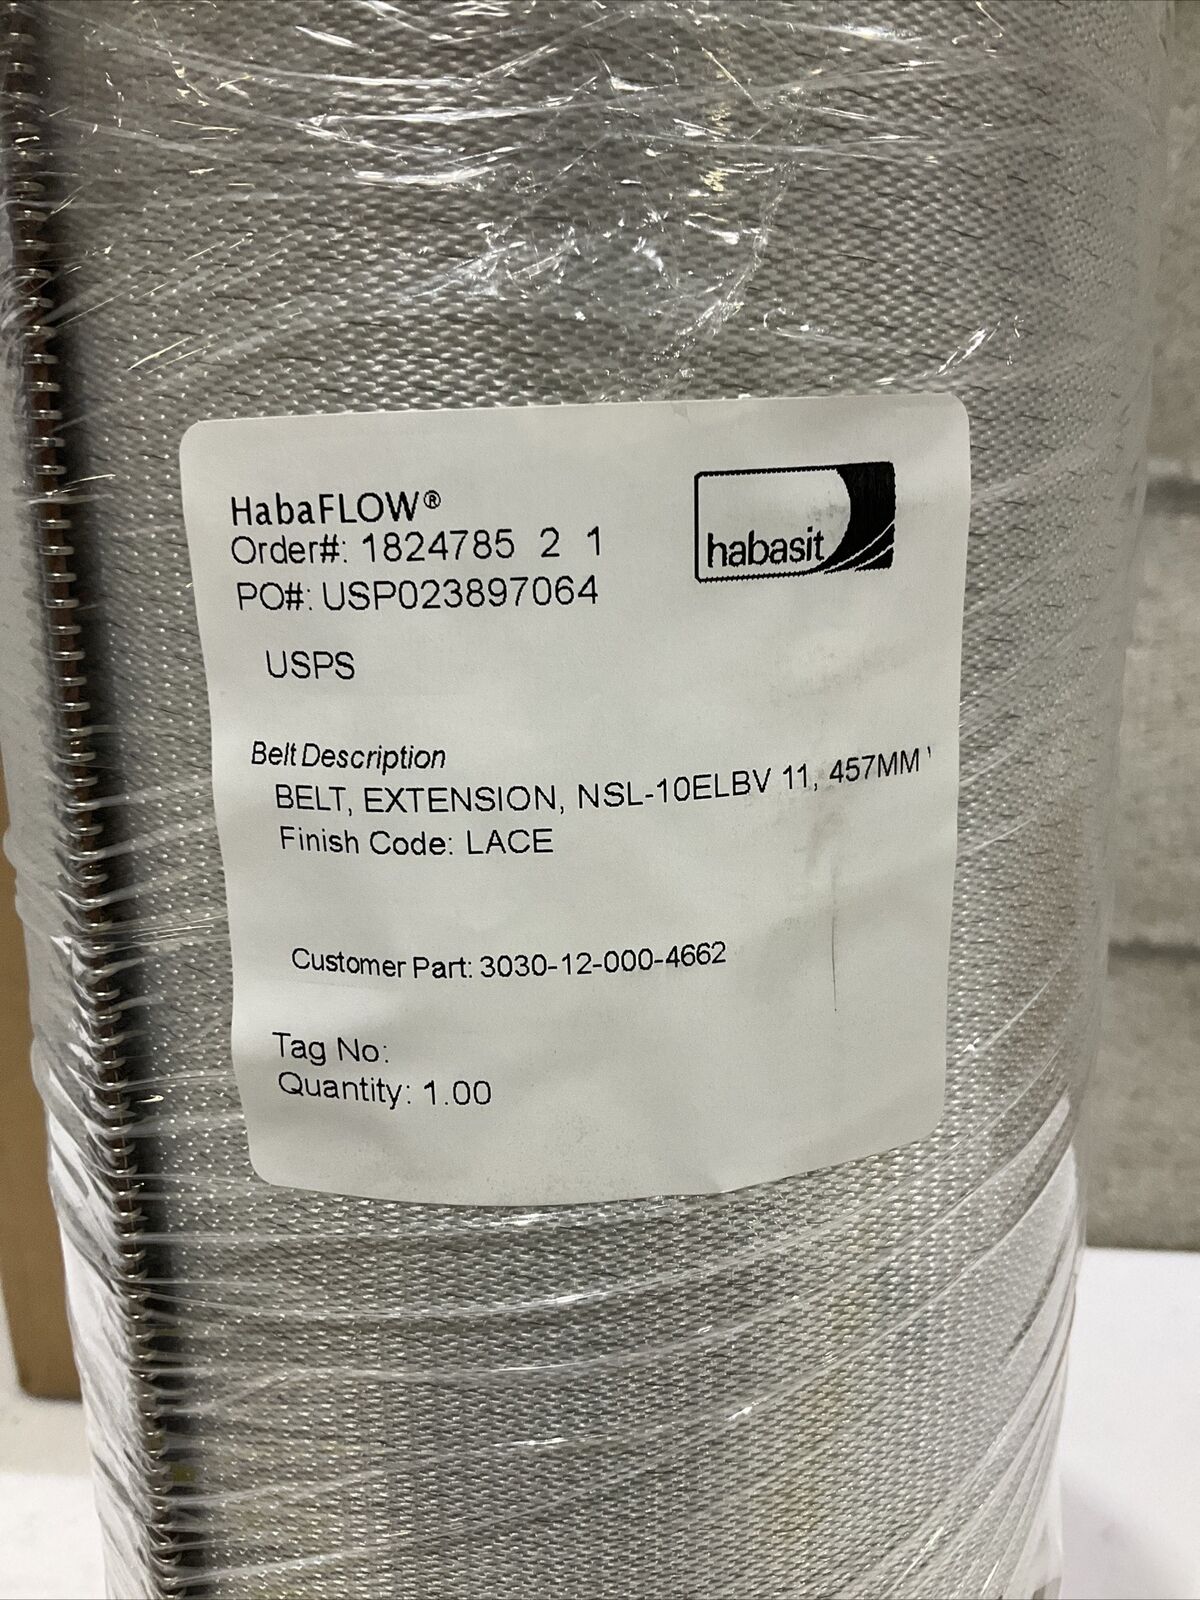 HabaFLOW®
Order#: 1824785 2 1
PO#: USP023897064
habasit
USPS
Belt Description
BELT, EXTENSION, NSL-10ELBV 11, 457MM
Finish Code: LACE
Customer Part: 3030-12-000-4662
Tag No:
Quantity: 1.00